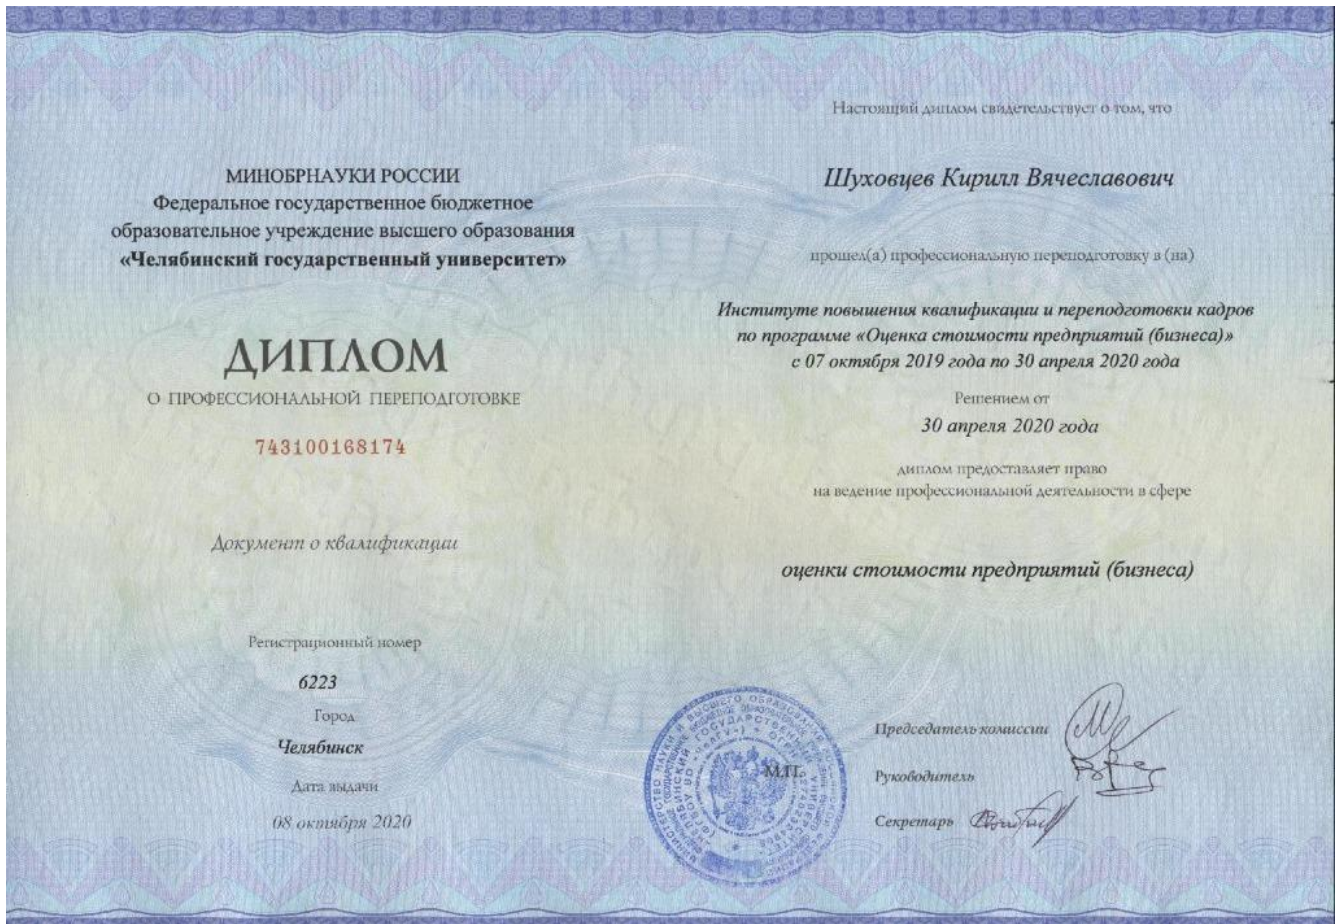 МИНОБРНАУКИ РОССИИ
Федеральное государственное бюджетное
образовательное учреждение высшего образования
«Челябинский государственный университет»
ДИПЛОМ
О ПРОФЕССИОНАЛЬНОЙ ПЕРЕПОДГОТОВКЕ
743100168174
Документ о квалификации
Регистрационный номер
6223
Город
Челябинск
Дата выдачи
08 октября 2020
Настоящий диплом свидетельствует о том, что
Шуховцев Кирилл Вячеславович
прошел(а) профессиональную переподготовку в (на)
Институте повышения квалификации и переподготовки кадров
по программе «Оценка стоимости предприятий (бизнеса)»
с 07 октября 2019 года по 30 апреля 2020 года
Решением от
30 апреля 2020 года
диплом предоставляет право
на ведение профессиональной деятельности в сфере
оценки стоимости предприятий (бизнеса)
М.П.
Председатель комиссии
Руководитель
Секретарь